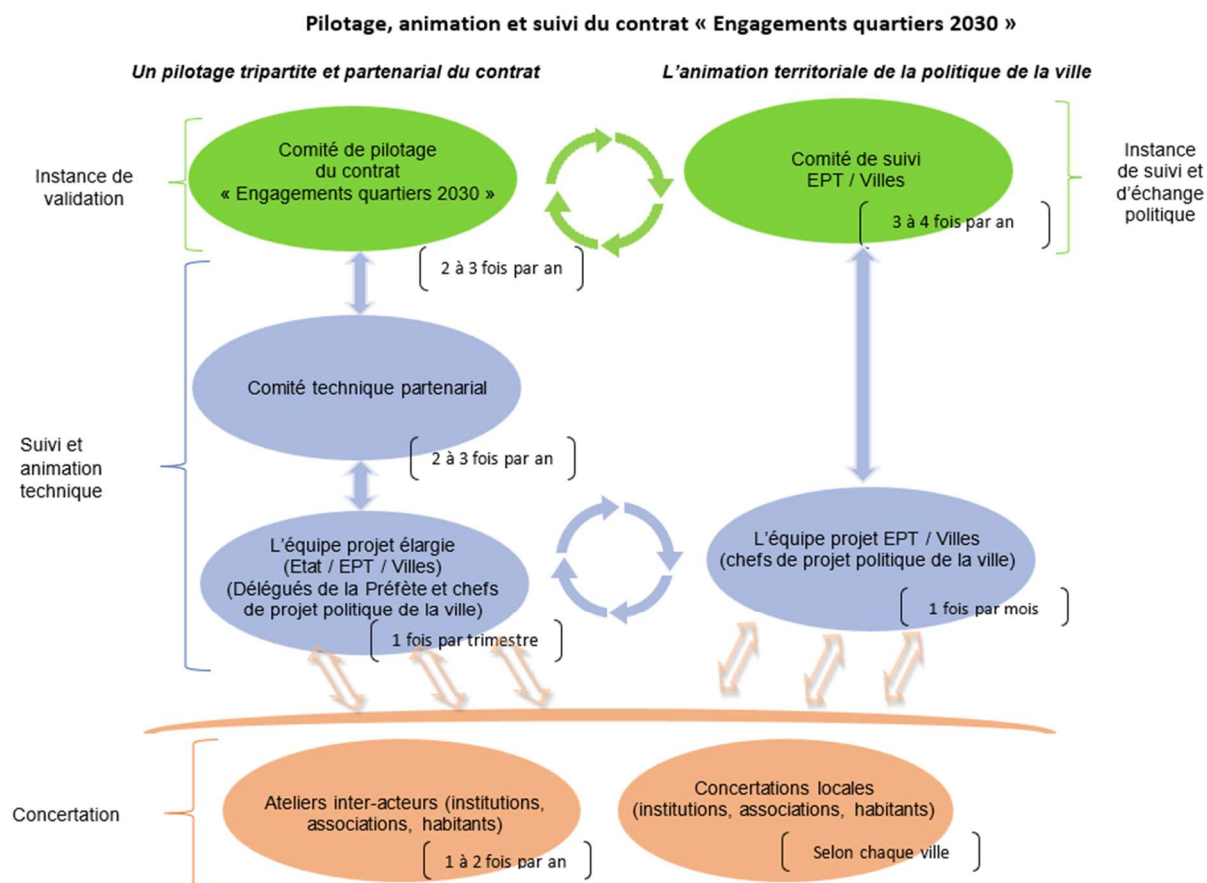 Pilotage, animation et suivi du contrat « Engagements quartiers 2030 »
Un pilotage tripartite et partenarial du contrat
L'animation territoriale de la politique de la ville
Instance de
validation
Comité de pilotage
du contrat
« Engagements quartiers 2030 »
2 à 3 fois par an
Comité de suivi
EPT / Villes
3 à 4 fois par an
Instance
de suivi et
d'échange
politique
Suivi et
animation
technique
Comité technique partenarial
2 à 3 fois par an
L'équipe projet élargie
(Etat / EPT / Villes)
(Délégués de la Préfète et chefs
de projet politique de la ville)
1 fois par trimestre
L'équipe projet EPT / Villes
(chefs de projet politique de la ville)
1 fois par mois
Concertation
Ateliers inter-acteurs (institutions,
associations, habitants)
1 à 2 fois par an
Concertations locales
(institutions, associations, habitants)
Selon chaque ville